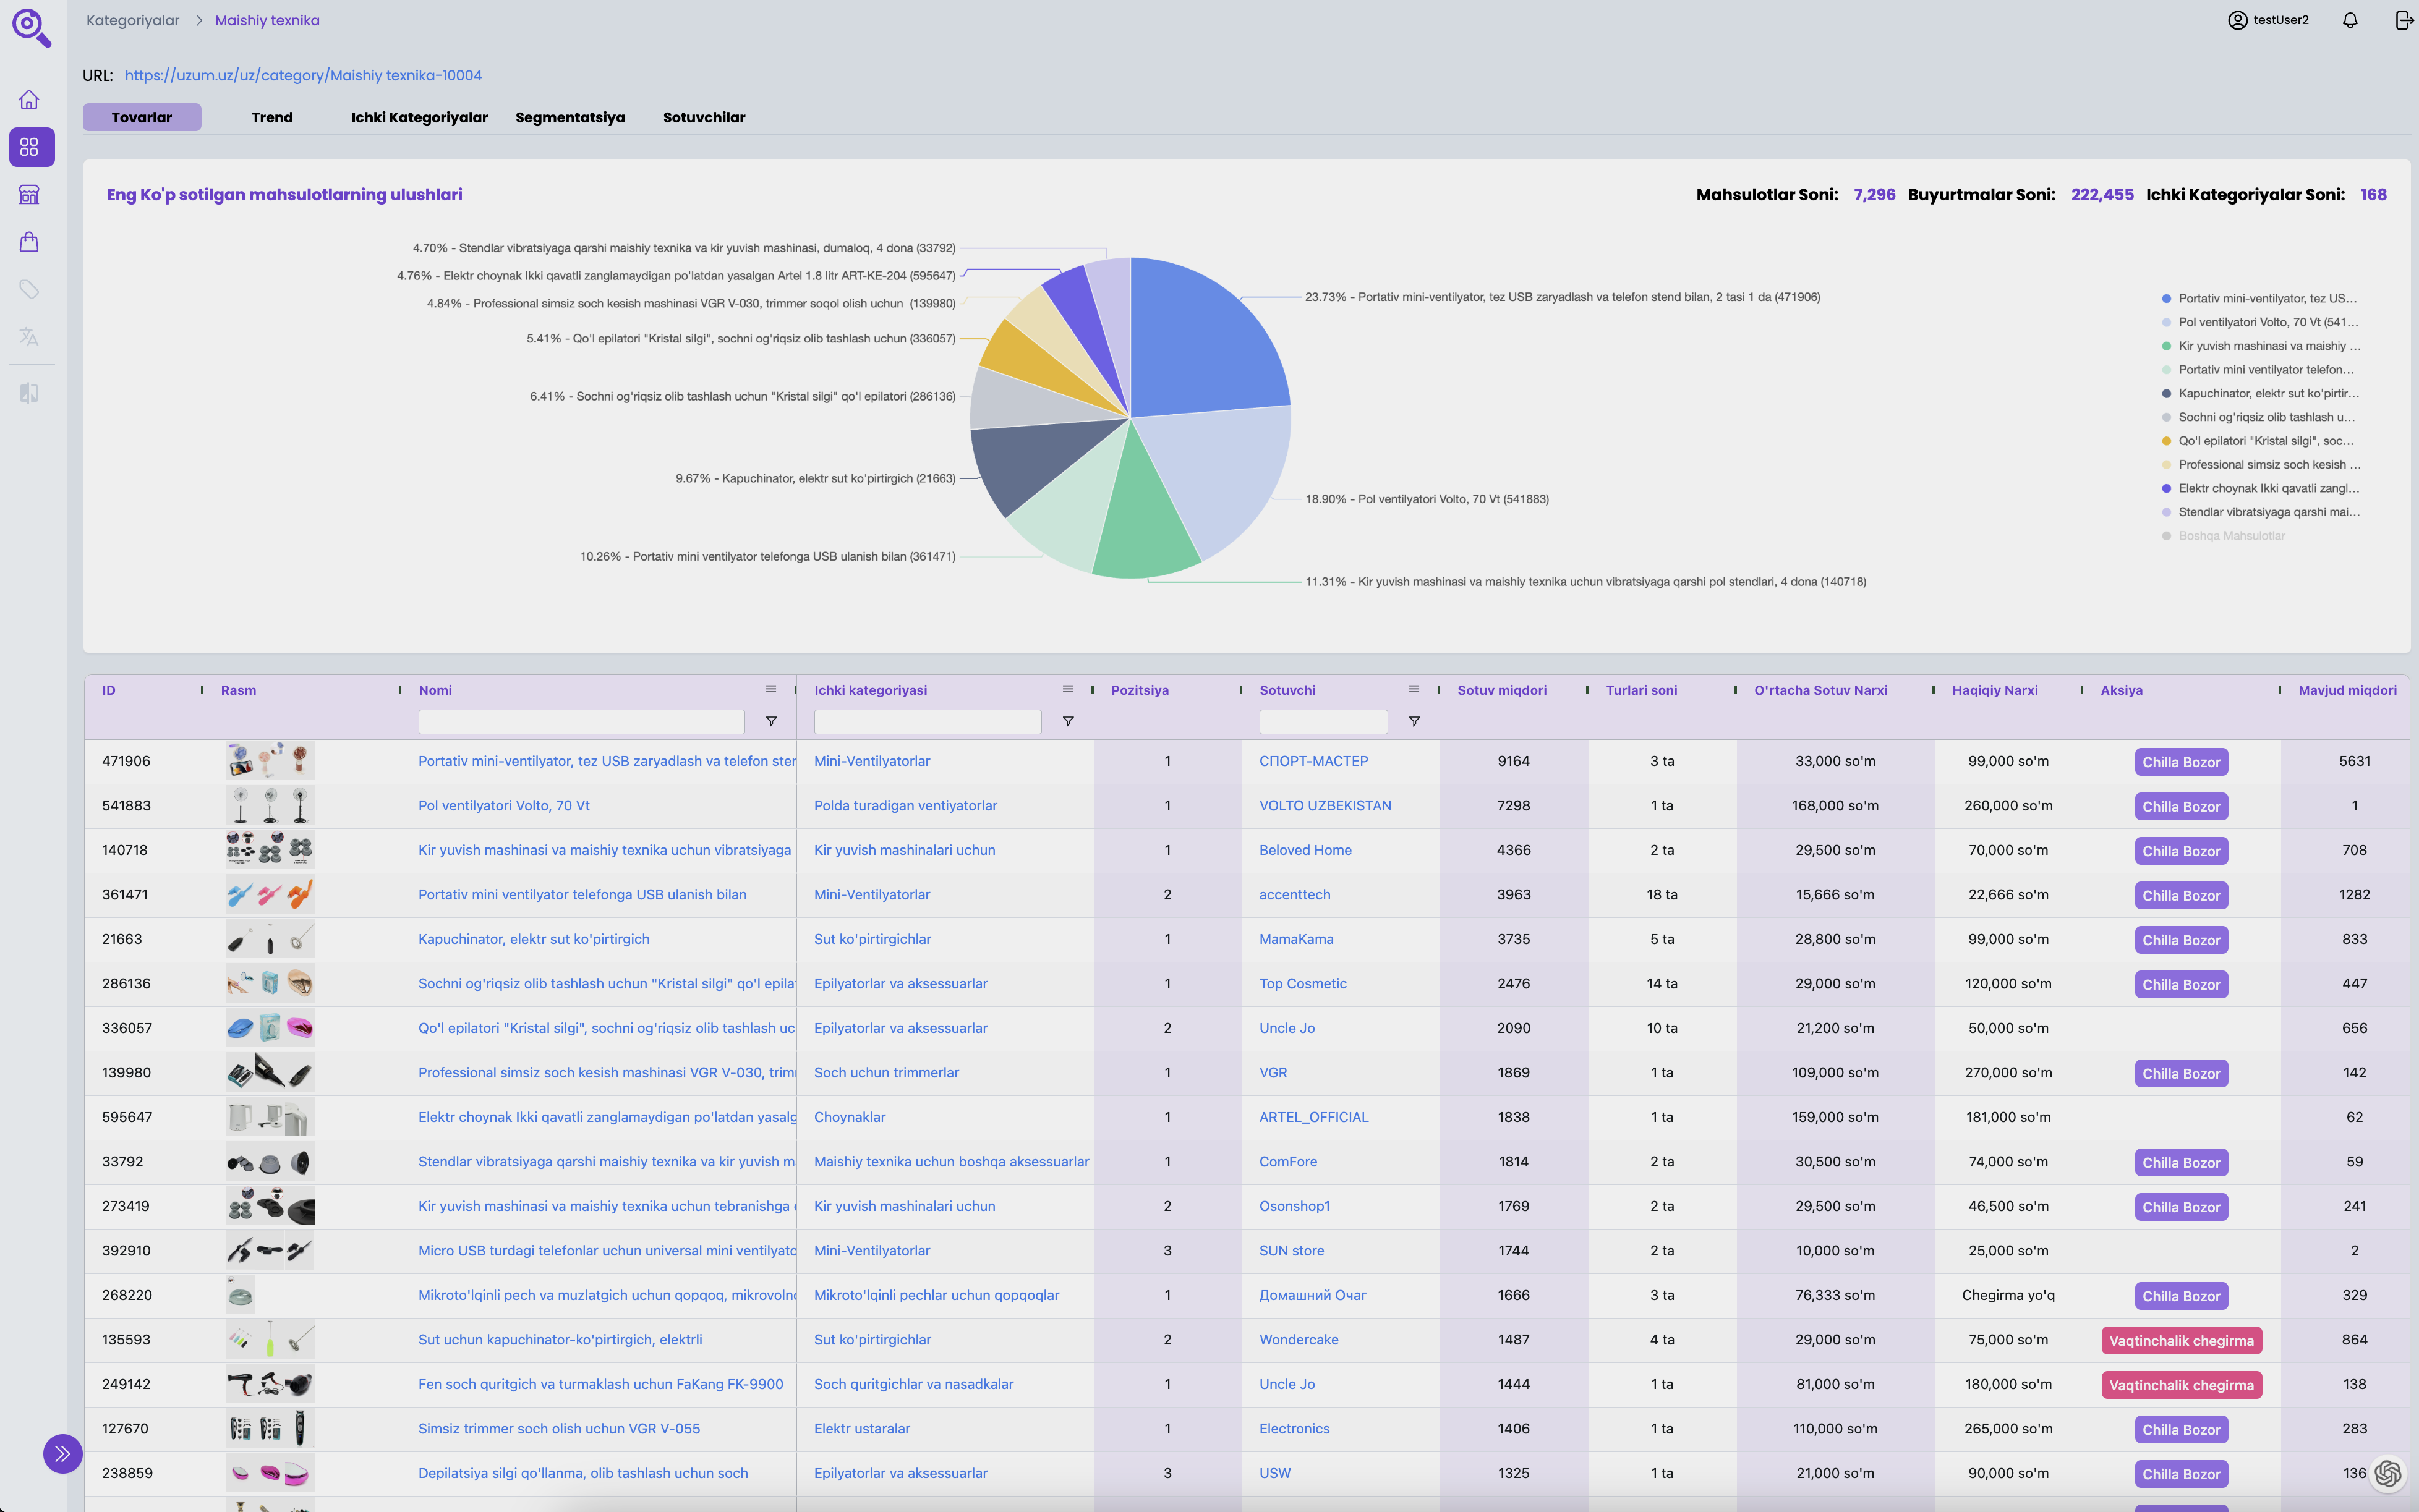 Kategoriyalar > Maishiy texnika
testUser2
URL: https://uzum.uz/uz/category/Maishiy texnika-10004
Tovarlar Trend Ichki Kategoriyalar Segmentatsiya Sotuvchilar
Eng Ko'p sotilgan mahsulotlarning ulushlari
Mahsulotlar Soni: 7,296 Buyurtmalar Soni: 222,455 Ichki Kategoriyalar Soni: 168
4.70% - Stendlar vibratsiyaga qarshi maishiy texnika va kir yuvish mashinasi, dumaloq, 4 dona (33792)
4.76% - Elektr choynak Ikki qavatli zanglamaydigan po'latdan yasalgan Artel 1.8 litr ART-KE-204 (595647)
4.84% - Professional simsiz soch kesish mashinasi VGR V-030, trimmer soqol olish uchun (139980)
5.41% - Qo'l epilatori "Kristal silgi", sochni og'riqsiz olib tashlash uchun (336057)
6.41% - Sochni og'riqsiz olib tashlash uchun "Kristal silgi" qo'l epilatori (286136)
9.67% - Kapuchinator, elektr sut ko'pirtirgich (21663)
10.26% - Portativ mini ventilyator telefonga USB ulanish bilan (361471)
23.73% - Portativ mini-ventilyator, tez USB zaryadlash va telefon stend bilan, 2 tasi 1 da (471906)
18.90% - Pol ventilyatori Volto, 70 Vt (541883)
11.31% - Kir yuvish mashinasi va maishiy texnika uchun vibratsiyaga qarshi pol stendlari, 4 dona (140718)
Portativ mini-ventilyator, tez US...
Pol ventilyatori Volto, 70 Vt (541...
Kir yuvish mashinasi va maishiy ...
Portativ mini ventilyator telefon...
Kapuchinator, elektr sut ko'pirtir...
Sochni og'riqsiz olib tashlash u...
Qo'l epilatori "Kristal silgi", soc...
Professional simsiz soch kesish ...
Elektr choynak Ikki qavatli zangl...
Stendlar vibratsiyaga qarshi mai...
Boshqa Mahsulotlar
ID Rasm Nomi Ichki kategoriyasi Pozitsiya Sotuvchi Sotuv miqdori Turlari soni O'rtacha Sotuv Narxi Haqiqiy Narxi Aksiya Mavjud miqdori
471906 Portativ mini-ventilyator, tez USB zaryadlash va telefon sten Mini-Ventilyatorlar 1 СПОРТ-МАСТЕР 9164 3 ta 33,000 so'm 99,000 so'm Chilla Bozor 5631
541883 Pol ventilyatori Volto, 70 Vt Polda turadigan ventiyatorlar 1 VOLTO UZBEKISTAN 7298 1 ta 168,000 so'm 260,000 so'm Chilla Bozor 1
140718 Kir yuvish mashinasi va maishiy texnika uchun vibratsiyaga Kir yuvish mashinalari uchun 1 Beloved Home 4366 2 ta 29,500 so'm 70,000 so'm Chilla Bozor 708
361471 Portativ mini ventilyator telefonga USB ulanish bilan Mini-Ventilyatorlar 2 accenttech 3963 18 ta 15,666 so'm 22,666 so'm Chilla Bozor 1282
21663 Kapuchinator, elektr sut ko'pirtirgich Sut ko'pirtirgichlar 1 MamaKama 3735 5 ta 28,800 so'm 99,000 so'm Chilla Bozor 833
286136 Sochni og'riqsiz olib tashlash uchun "Kristal silgi" qo'l epilat Epilyatorlar va aksessuarlar 1 Top Cosmetic 2476 14 ta 29,000 so'm 120,000 so'm Chilla Bozor 447
336057 Qo'l epilatori "Kristal silgi", sochni og'riqsiz olib tashlash uc Epilyatorlar va aksessuarlar 2 Uncle Jo 2090 10 ta 21,200 so'm 50,000 so'm 656
139980 Professional simsiz soch kesish mashinasi VGR V-030, trim Soch uchun trimmerlar 1 VGR 1869 1 ta 109,000 so'm 270,000 so'm Chilla Bozor 142
595647 Elektr choynak Ikki qavatli zanglamaydigan po'latdan yasalg Choynaklar 1 ARTEL_OFFICIAL 1838 1 ta 159,000 so'm 181,000 so'm 62
33792 Stendlar vibratsiyaga qarshi maishiy texnika va kir yuvish m Maishiy texnika uchun boshqa aksessuarlar 1 ComFore 1814 2 ta 30,500 so'm 74,000 so'm Chilla Bozor 59
273419 Kir yuvish mashinasi va maishiy texnika uchun tebranishga Kir yuvish mashinalari uchun 2 Osonshop1 1769 2 ta 29,500 so'm 46,500 so'm Chilla Bozor 241
392910 Micro USB turdagi telefonlar uchun universal mini ventilyato Mini-Ventilyatorlar 3 SUN store 1744 2 ta 10,000 so'm 25,000 so'm 2
268220 Mikroto'lqinli pech va muzlatgich uchun qopqoq, mikrovolno Mikroto'lqinli pechlar uchun qopqoqlar 1 Домашний Очаг 1666 3 ta 76,333 so'm Chegirma yo'q Chilla Bozor 329
135593 Sut uchun kapuchinator-ko'pirtirgich, elektrli Sut ko'pirtirgichlar 2 Wondercake 1487 4 ta 29,000 so'm 75,000 so'm Vaqtinchalik chegirma 864
249142 Fen soch quritgich va turmaklash uchun FaKang FK-9900 Soch quritgichlar va nasadkalar 1 Uncle Jo 1444 1 ta 81,000 so'm 180,000 so'm Vaqtinchalik chegirma 138
127670 Simsiz trimmer soch olish uchun VGR V-055 Elektr ustaralar 1 Electronics 1406 1 ta 110,000 so'm 265,000 so'm Chilla Bozor 283
238859 Depilatsiya silgi qo'llanma, olib tashlash uchun soch Epilyatorlar va aksessuarlar 3 USW 1325 1 ta 21,000 so'm 90,000 so'm Chilla Bozor 136